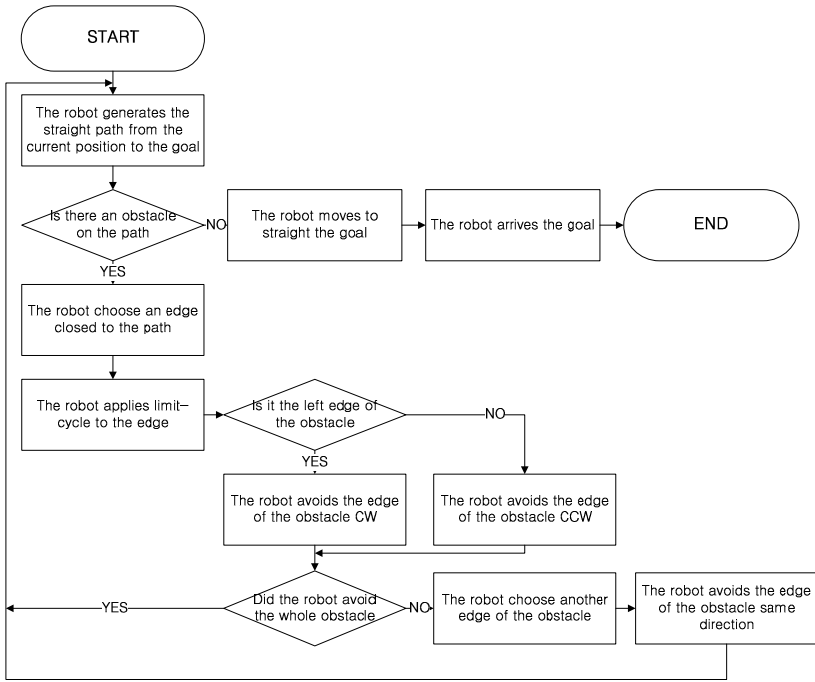 START
The robot generates the
straight path from the
current position to the goal
Is there an obstacle
on the path
NO
The robot moves to
straight the goal
The robot arrives the goal
END
YES
The robot choose an edge
closed to the path
The robot applies limit-
cycle to the edge
Is it the left edge of
the obstacle
NO
YES
The robot avoids the edge
of the obstacle CW
The robot avoids the edge
of the obstacle CCW
Did the robot avoid
the whole obstacle
YES
NO
The robot choose another
edge of the obstacle
The robot avoids the edge
of the obstacle same
direction